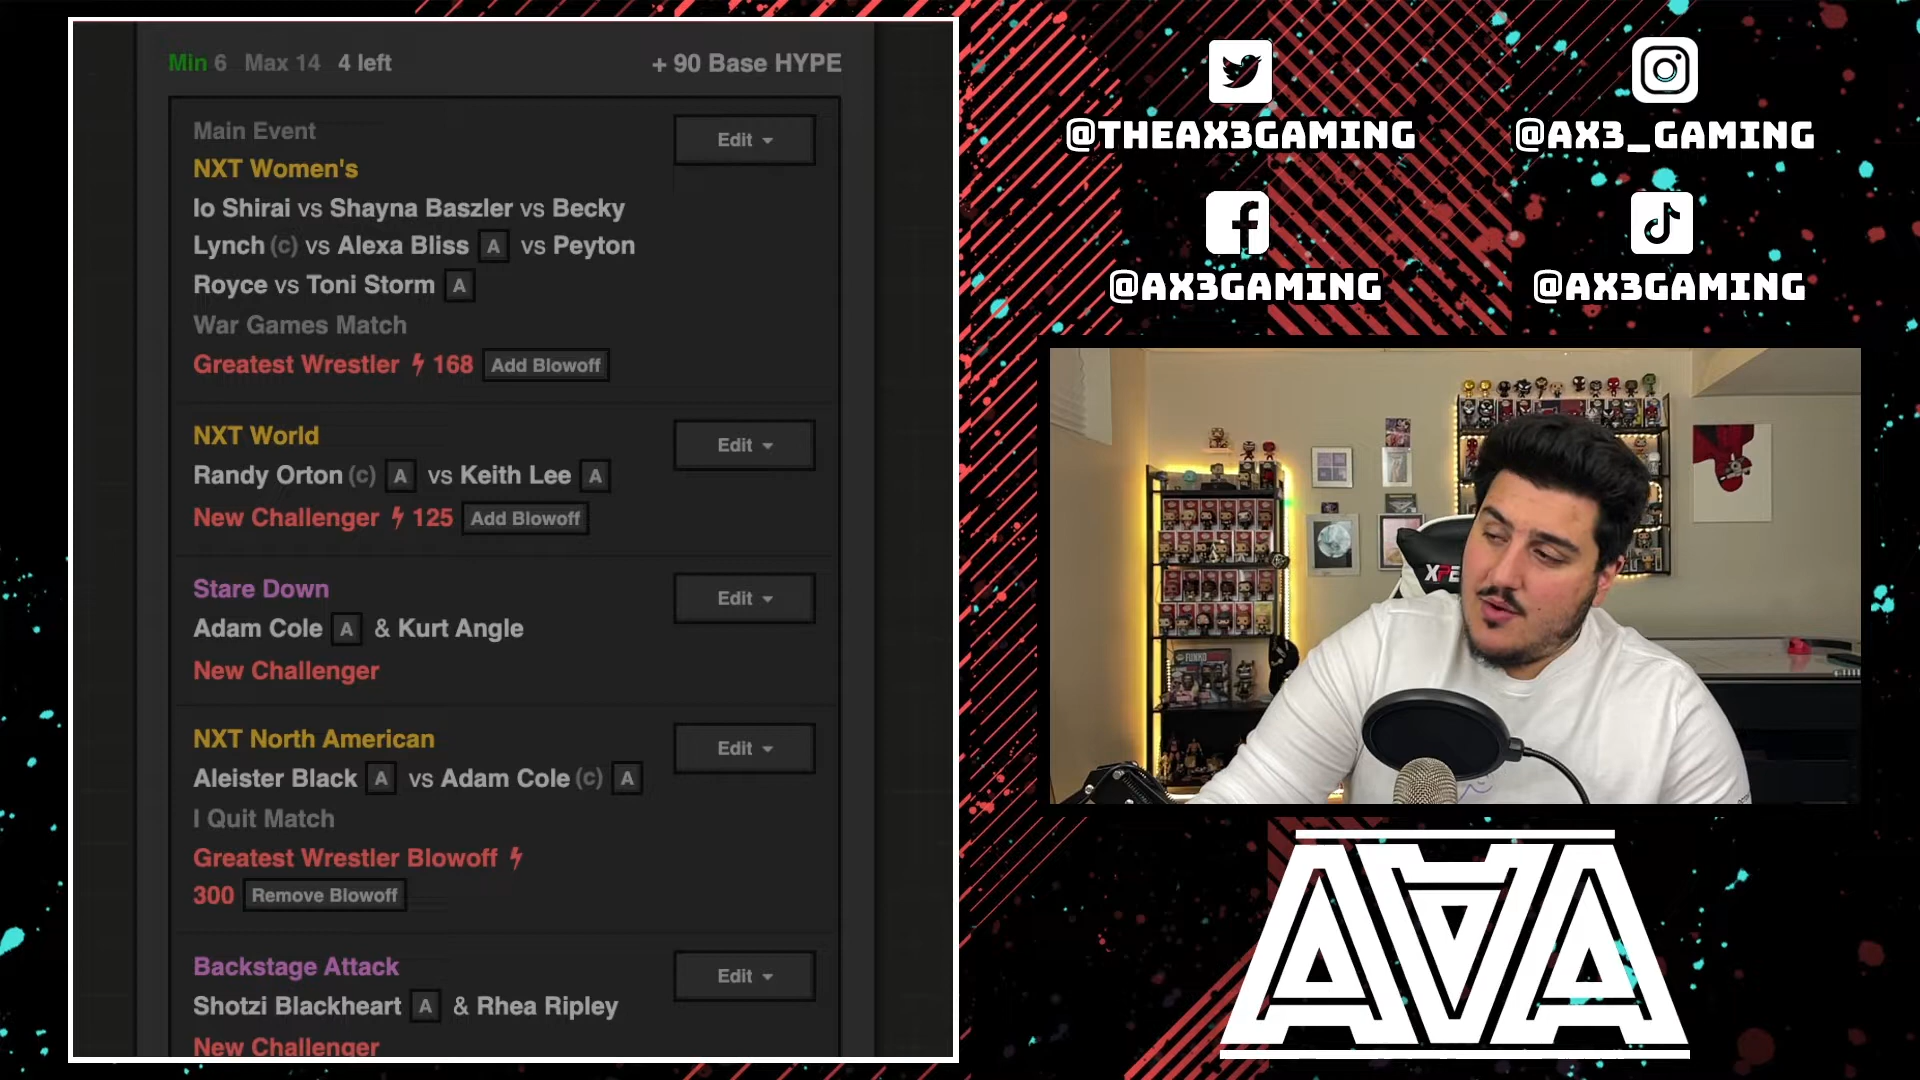 Min 6 Max 14 4 left
+ 90 Base HYPE
Main Event
Edit
NXT Women's
Io Shirai vs Shayna Baszler vs Becky
Lynch (c) vs Alexa Bliss A vs Peyton
Royce vs Toni Storm A
War Games Match
Greatest Wrestler 168 Add Blowoff
NXT World
Edit
Randy Orton (c) A vs Keith Lee A
New Challenger 125 Add Blowoff
Stare Down
Edit
Adam Cole A & Kurt Angle
New Challenger
NXT North American
Edit
Aleister Black A vs Adam Cole (c) A
I Quit Match
Greatest Wrestler Blowoff
300 Remove Blowoff
Backstage Attack
Edit
Shotzi Blackheart A & Rhea Ripley
New Challenger
@THEAX3GAMING
@AX3_GAMING
@AX3GAMING
@AX3GAMING
XPE
FUNKO